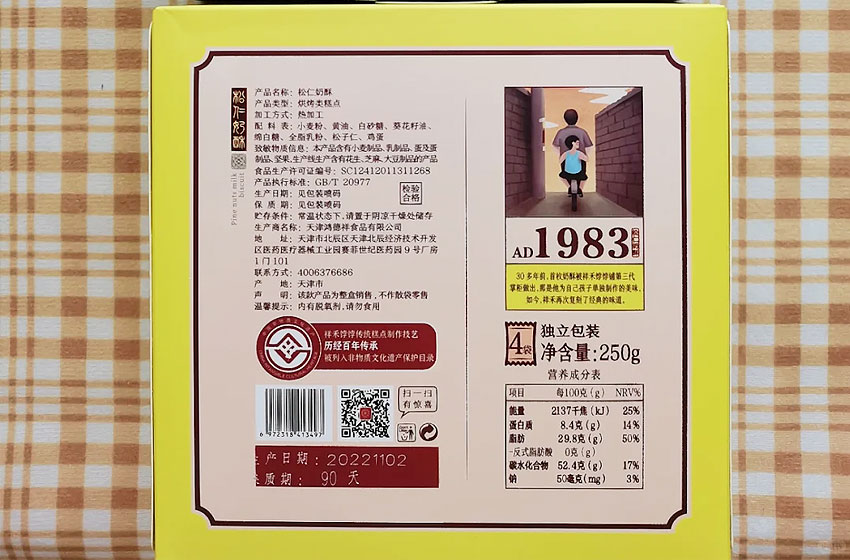 松仁奶酥
Pine nuts milk
biscuit
产品名称：松仁奶酥
产品类型：烘烤类糕点
加工方式：热加工
配 料 表：小麦粉、黄油、白砂糖、葵花籽油、
绵白糖、全脂乳粉、松子仁、鸡蛋
致敏物质信息：本产品含有小麦制品、乳制品、蛋及蛋
制品、坚果，生产线生产含有花生、芝麻、大豆制品的产品
食品生产许可证编号：SC12412011311268
产品执行标准：GB/T 20977
生产日期：见包装喷码
保 质 期：见包装喷码
检验
合格
贮存条件：常温状态下，请置于阴凉干燥处储存
生产商名称：天津鸿德祥食品有限公司
地 址：天津市北辰区天津北辰经济技术开发
区医药医疗器械工业园赛菲世纪医药园9号厂房
1门101
联系方式：4006376686
产 地：天津市
声 明：该款产品为整盒销售，不作散袋零售
温馨提示：内有脱氧剂，请勿食用
祥禾饽饽传统糕点制作技艺
历经百年传承
被列入非物质文化遗产保护目录
6 972318 413497
扫一扫
有惊喜
生产日期：20221102
保质期：90 天
AD1983
松仁奶酥
30多年前，首枚奶酥被祥禾饽饽铺第三代
掌柜做出，那是他为自己孩子单独制作的美味。
如今，祥禾再次复刻了经典的味道。
4袋
独立包装
净含量：250g
营养成分表
项目 每100克(g) NRV%
能量 2137千焦(kJ) 25%
蛋白质 8.4克(g) 14%
脂肪 29.8克(g) 50%
-反式脂肪酸 0克(g)
碳水化合物 52.4克(g) 17%
钠 50毫克(mg) 3%